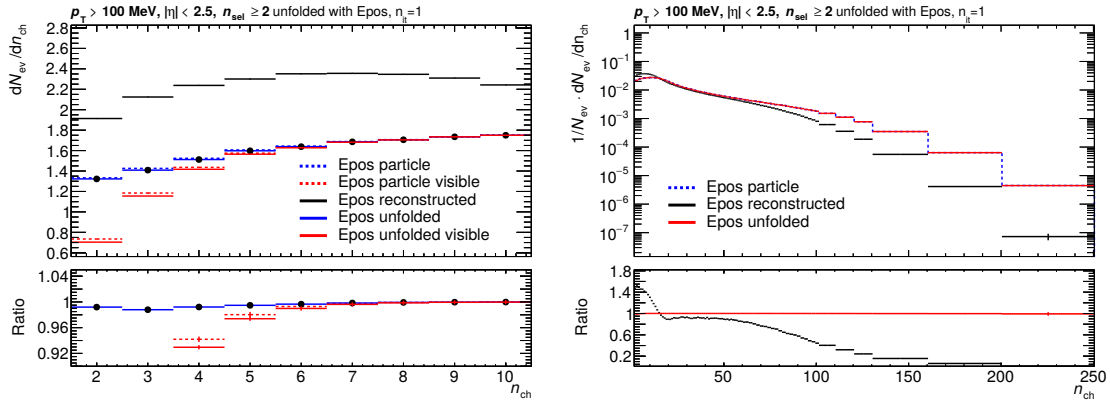 p_T > 100 MeV, |η| < 2.5, n_sel ≥ 2 unfolded with Epos, n_it=1
dN_ev/dn_ch
2.8
2.6
2.4
2.2
2
1.8
1.6
1.4
1.2
1
0.8
0.6
Epos particle
Epos particle visible
Epos reconstructed
Epos unfolded
Epos unfolded visible
Ratio
1.04
1.00
0.96
0.92
2 3 4 5 6 7 8 9 10
n_ch
p_T > 100 MeV, |η| < 2.5, n_sel ≥ 2 unfolded with Epos, n_it=1
1/N_ev · dN_ev/dn_ch
1
10^−1
10^−2
10^−3
10^−4
10^−5
10^−6
10^−7
Epos particle
Epos reconstructed
Epos unfolded
Ratio
1.8
1.4
1
0.6
0.2
50 100 150 200 250
n_ch